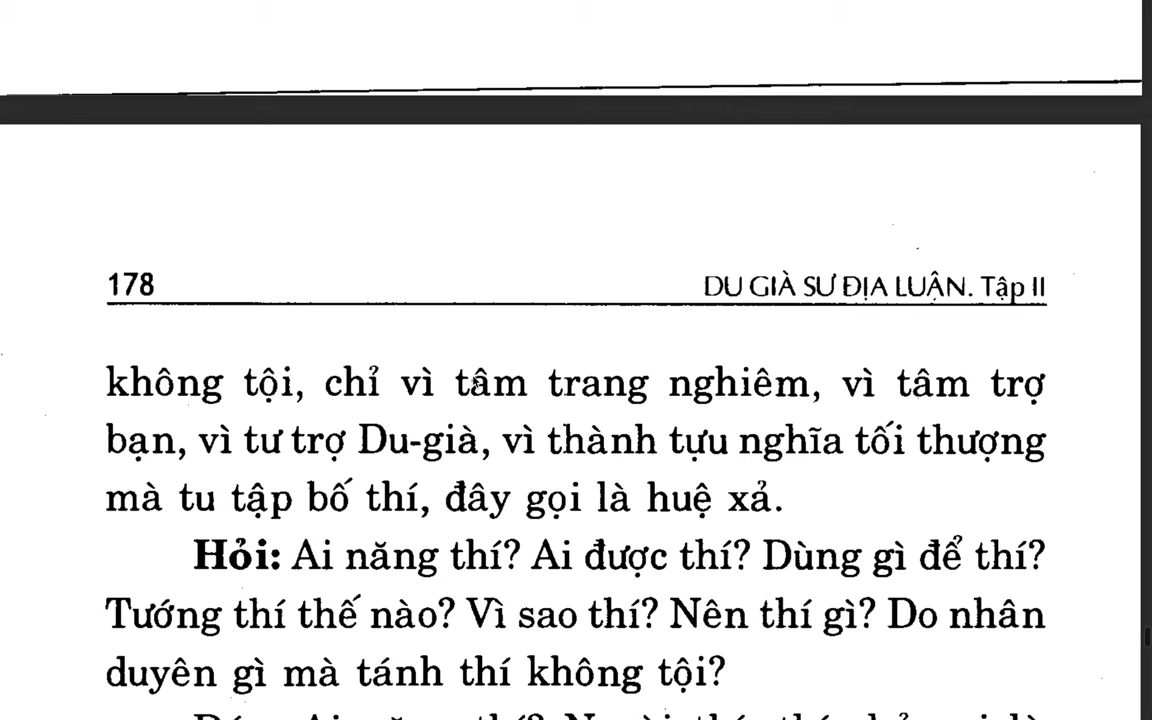 178
DU GIÀ SƯ ĐỊA LUẬN. Tập II
không tội, chỉ vì tâm trang nghiêm, vì tâm trợ
bạn, vì tư trợ Du-già, vì thành tựu nghĩa tối thượng
mà tu tập bố thí, đây gọi là huệ xả.
Hỏi: Ai năng thí? Ai được thí? Dùng gì để thí?
Tướng thí thế nào? Vì sao thí? Nên thí gì? Do nhân
duyên gì mà tánh thí không tội?